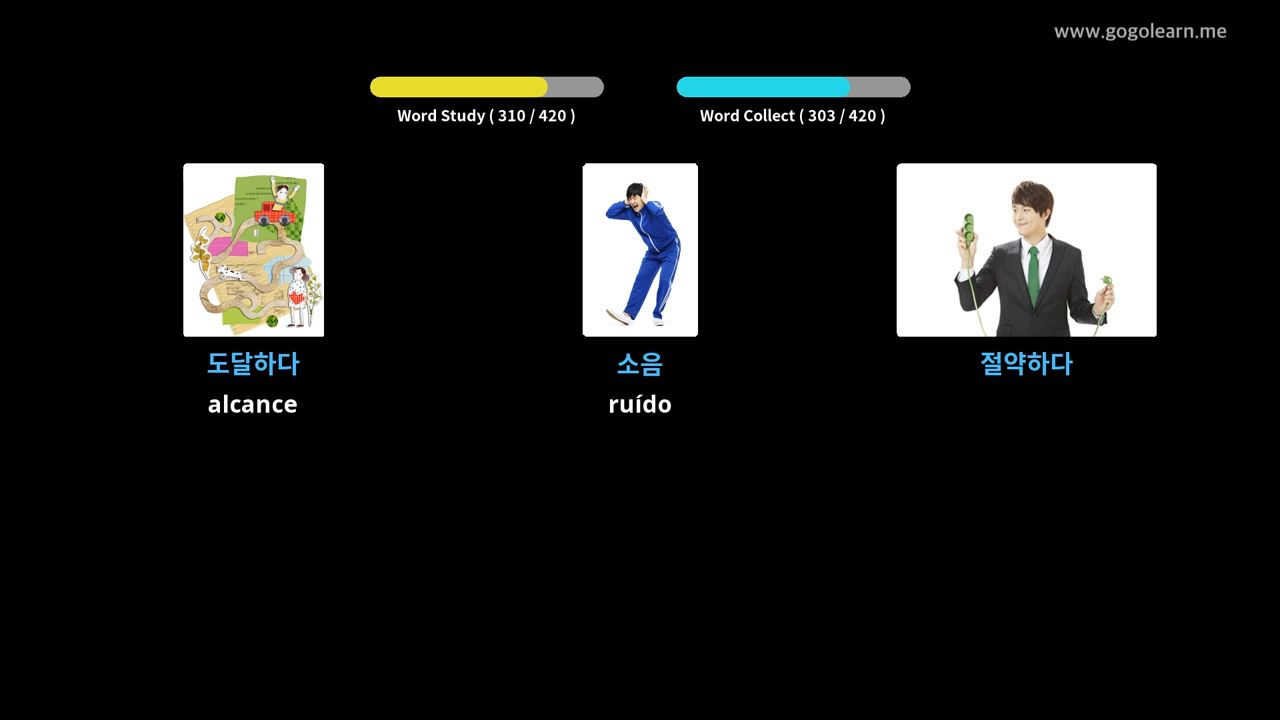 www.gogolearn.me
Word Study ( 310 / 420 )
Word Collect ( 303 / 420 )
도달하다
소음
절약하다
alcance
ruído